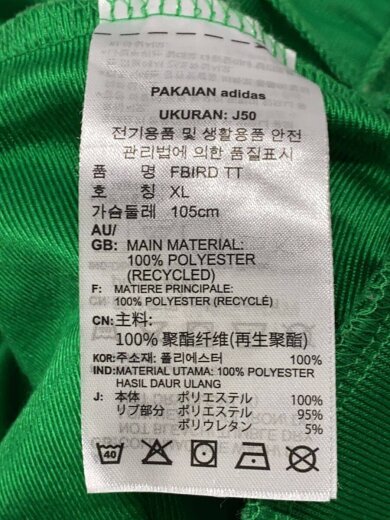 PAKAIAN adidas
UKURAN: J50
전기용품 및 생활용품 안전
관리법에 의한 품질표시
품 명 FBIRD TT
호 칭 XL
가슴둘레 105cm
AU/
GB: MAIN MATERIAL:
100% POLYESTER
(RECYCLED)
F: MATIERE PRINCIPALE:
100% POLYESTER (RECYCLÉ)
CN: 主料:
100% 聚酯纤维(再生聚酯)
KOR: 주소재: 폴리에스터 100%
IND: MATERIAL UTAMA: 100% POLYESTER
HASIL DAUR ULANG
J: 本体 ポリエステル 100%
リブ部分 ポリエステル 95%
ポリウレタン 5%
40